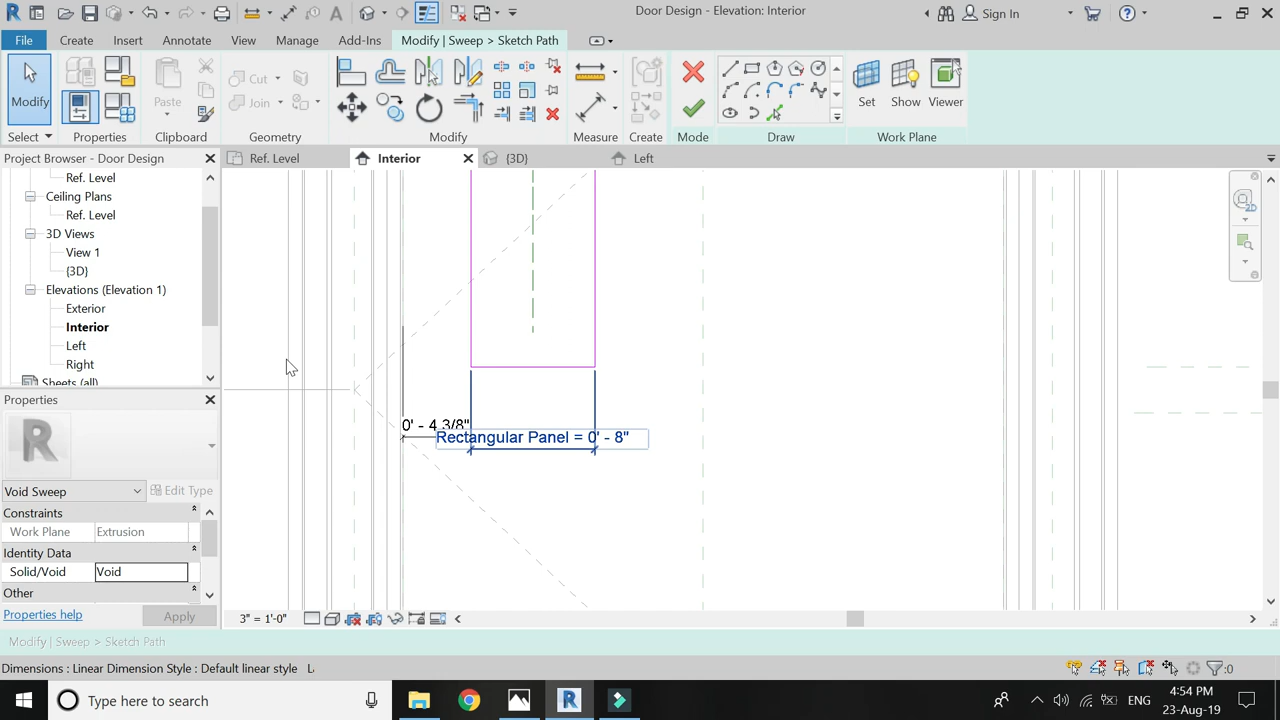 Door Design - Elevation: Interior
Sign In
File
Create
Insert
Annotate
View
Manage
Add-Ins
Modify | Sweep > Sketch Path
Modify
Paste
Cut
Join
Set
Show
Viewer
Select
Properties
Clipboard
Geometry
Modify
Measure
Create
Mode
Draw
Work Plane
Project Browser - Door Design
Ref. Level
Interior
{3D}
Left
Ref. Level
Ceiling Plans
Ref. Level
3D Views
View 1
{3D}
Elevations (Elevation 1)
Exterior
Interior
Left
Right
Sheets (all)
Properties
Void Sweep
Edit Type
Constraints
Work Plane
Extrusion
Identity Data
Solid/Void
Void
Other
Properties help
Apply
0' - 4 3/8"
Rectangular Panel = 0' - 8"
3" = 1'-0"
Modify | Sweep > Sketch Path
Dimensions : Linear Dimension Style : Default linear style
:0
Type here to search
ENG
4:54 PM
23-Aug-19